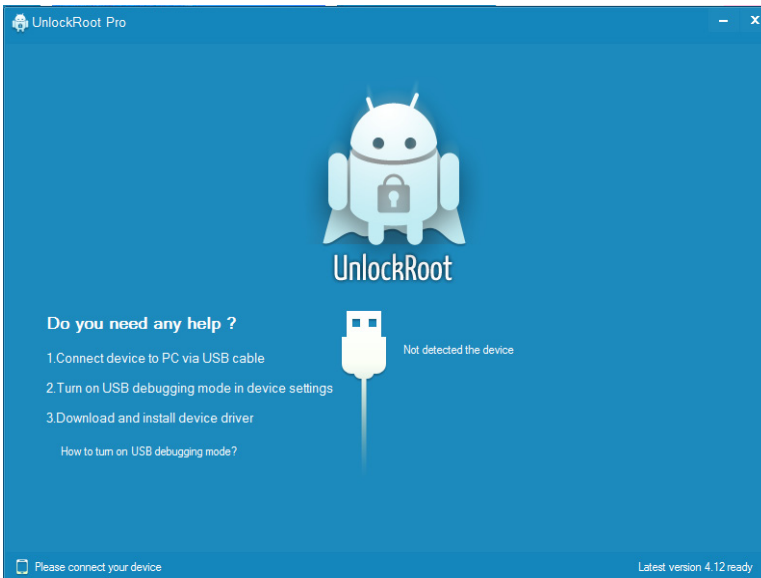 UnlockRoot Pro
UnlockRoot
Do you need any help ?
1.Connect device to PC via USB cable
2.Turn on USB debugging mode in device settings
3.Download and install device driver
How to turn on USB debugging mode?
Not detected the device
Please connect your device
Latest version 4.12 ready